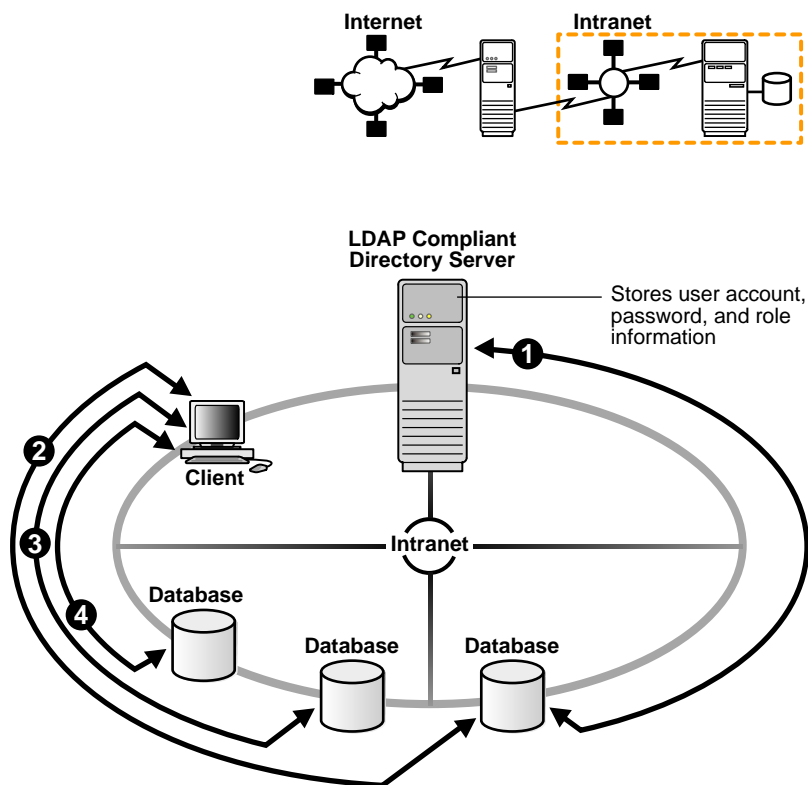 Internet
Intranet
LDAP Compliant
Directory Server
Stores user account,
password, and role
information
1
2
Client
3
Intranet
4
Database
Database
Database